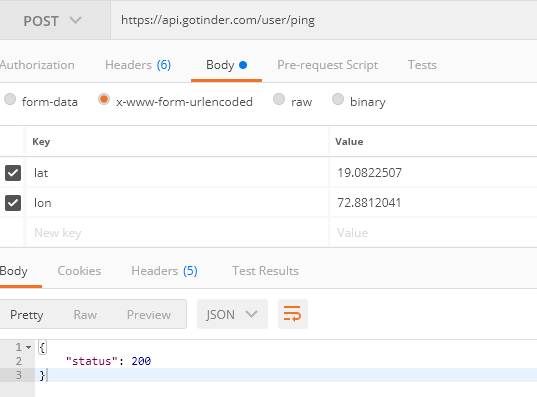 POST https://api.gotinder.com/user/ping
Authorization Headers (6) Body Pre-request Script Tests
form-data x-www-form-urlencoded raw binary
Key Value
lat 19.0822507
lon 72.8812041
New key Value
Body Cookies Headers (5) Test Results
Pretty Raw Preview JSON
1 {
2 "status": 200
3 }